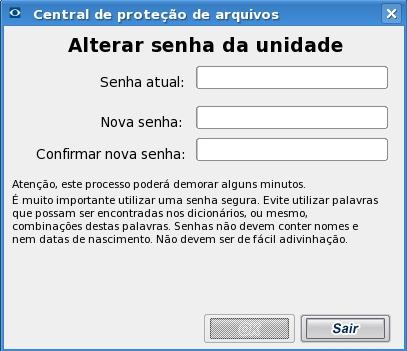 Central de proteção de arquivos
Alterar senha da unidade
Senha atual:
Nova senha:
Confirmar nova senha:
Atenção, este processo poderá demorar alguns minutos.
É muito importante utilizar uma senha segura. Evite utilizar palavras
que possam ser encontradas nos dicionários, ou mesmo,
combinações destas palavras. Senhas não devem conter nomes e
nem datas de nascimento. Não devem ser de fácil adivinhação.
Sair